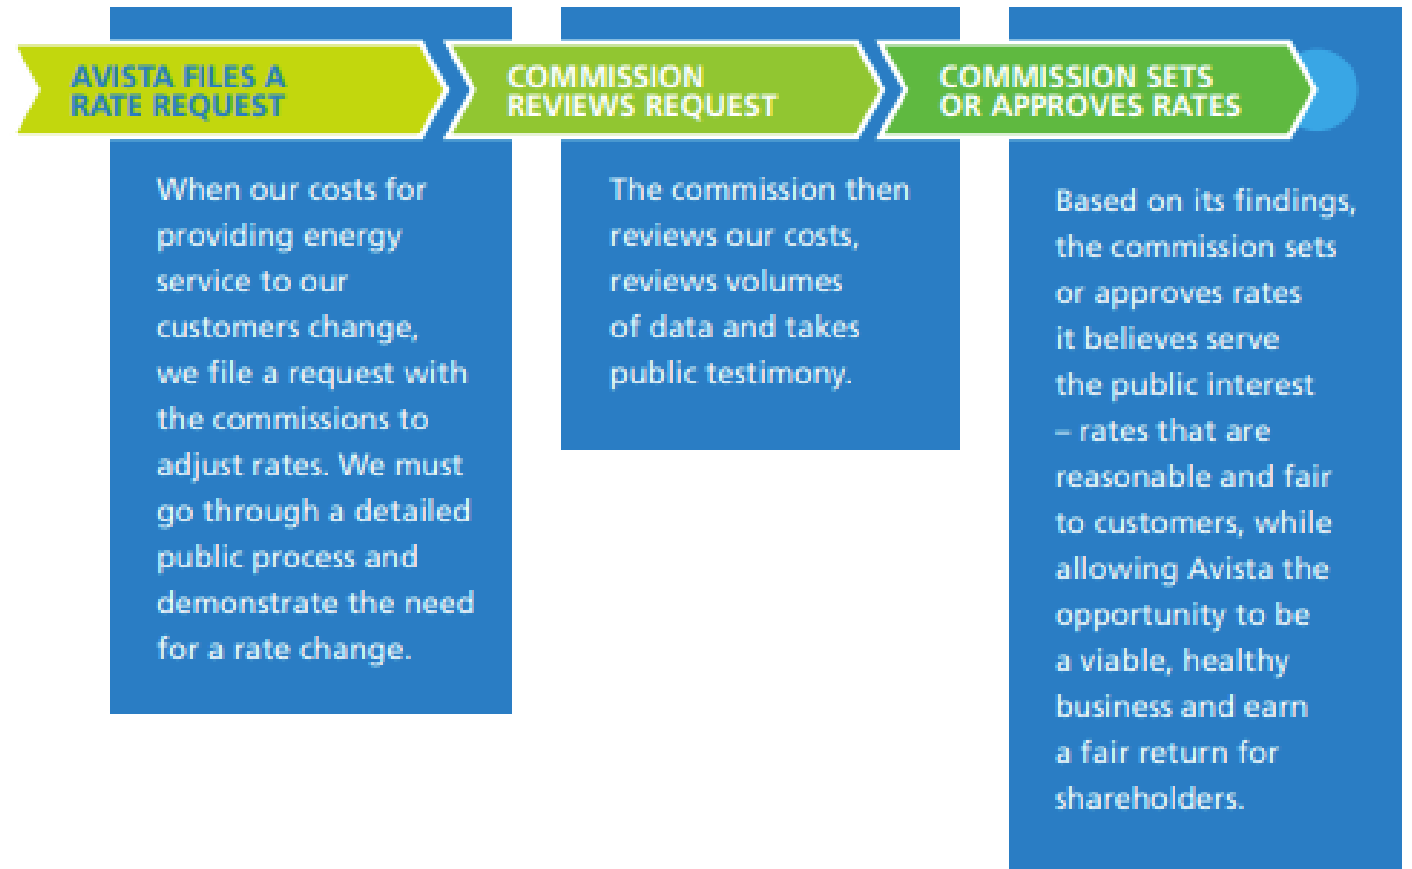 AVISTA FILES A
RATE REQUEST
When our costs for
providing energy
service to our
customers change,
we file a request with
the commissions to
adjust rates. We must
go through a detailed
public process and
demonstrate the need
for a rate change.
COMMISSION
REVIEWS REQUEST
The commission then
reviews our costs,
reviews volumes
of data and takes
public testimony.
COMMISSION SETS
OR APPROVES RATES
Based on its findings,
the commission sets
or approves rates
it believes serve
the public interest
– rates that are
reasonable and fair
to customers, while
allowing Avista the
opportunity to be
a viable, healthy
business and earn
a fair return for
shareholders.